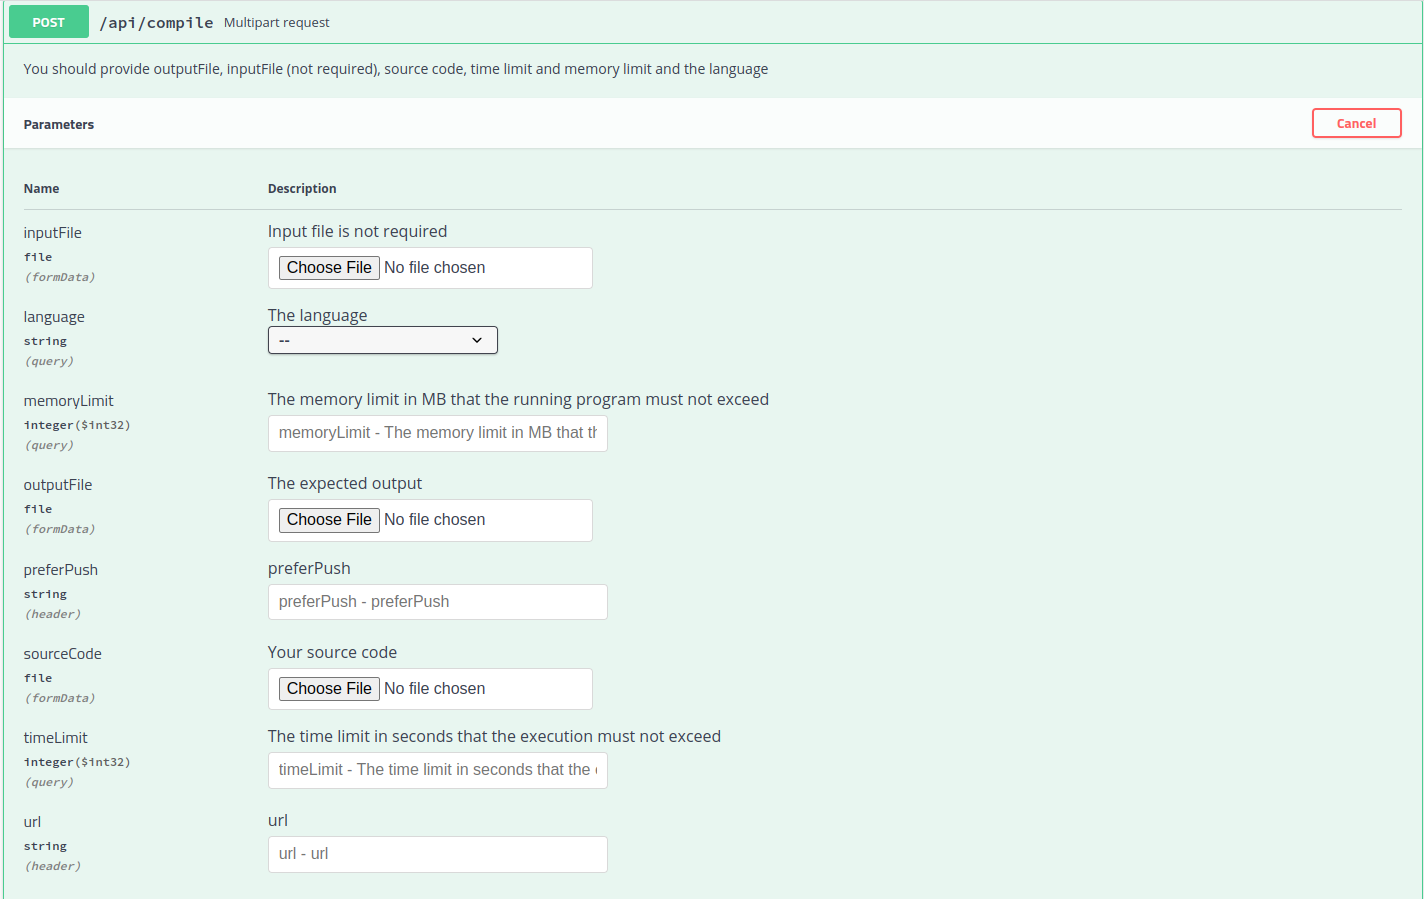 POST /api/compile Multipart request
You should provide outputFile, inputFile (not required), source code, time limit and memory limit and the language
Parameters Cancel
Name Description
inputFile Input file is not required
file
(formData)
Choose File No file chosen
language The language
string
(query)
--
memoryLimit The memory limit in MB that the running program must not exceed
integer($int32)
(query)
memoryLimit - The memory limit in MB that th
outputFile The expected output
file
(formData)
Choose File No file chosen
preferPush preferPush
string
(header)
preferPush - preferPush
sourceCode Your source code
file
(formData)
Choose File No file chosen
timeLimit The time limit in seconds that the execution must not exceed
integer($int32)
(query)
timeLimit - The time limit in seconds that the
url url
string
(header)
url - url